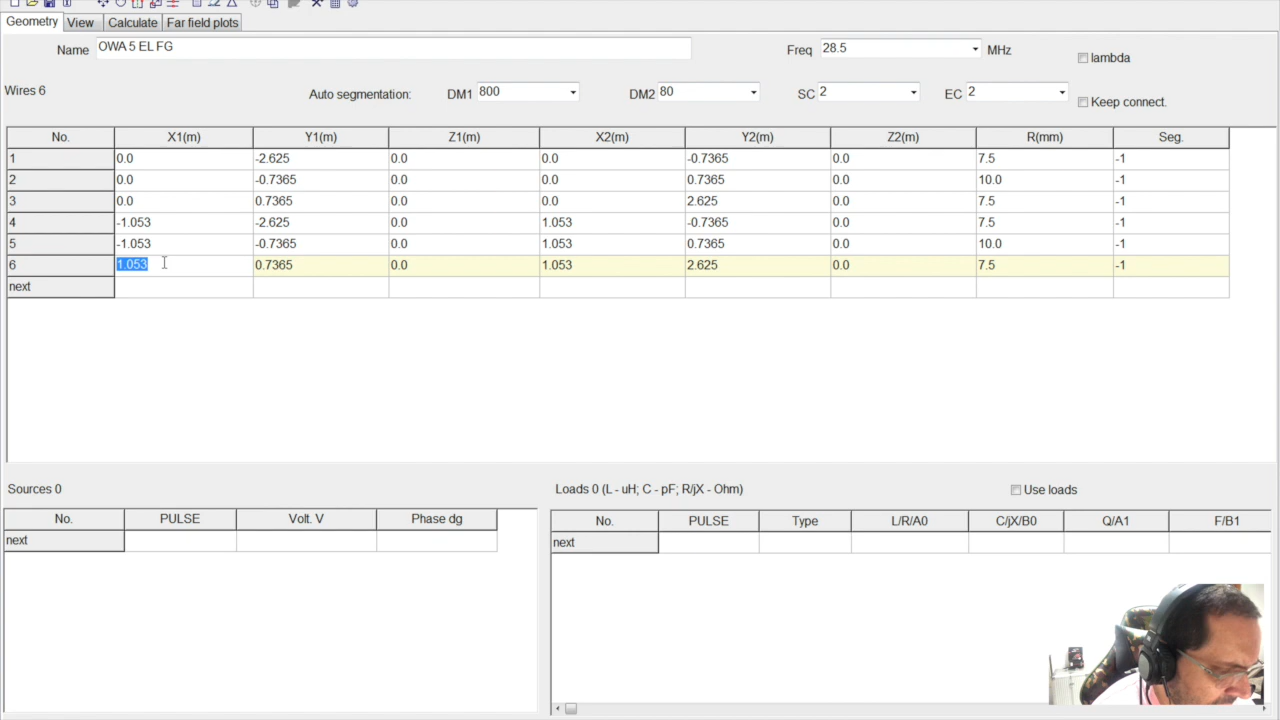 Geometry View Calculate Far field plots
Name OWA 5 EL FG Freq 28.5 MHz lambda
Wires 6 Auto segmentation: DM1 800 DM2 80 SC 2 EC 2 Keep connect.
No. X1(m) Y1(m) Z1(m) X2(m) Y2(m) Z2(m) R(mm) Seg.
1 0.0 -2.625 0.0 0.0 -0.7365 0.0 7.5 -1
2 0.0 -0.7365 0.0 0.0 0.7365 0.0 10.0 -1
3 0.0 0.7365 0.0 0.0 2.625 0.0 7.5 -1
4 -1.053 -2.625 0.0 1.053 -0.7365 0.0 7.5 -1
5 -1.053 -0.7365 0.0 1.053 0.7365 0.0 10.0 -1
6 1.053 0.7365 0.0 1.053 2.625 0.0 7.5 -1
next
Sources 0 Loads 0 (L - uH; C - pF; R/jX - Ohm) Use loads
No. PULSE Volt. V Phase dg No. PULSE Type L/R/A0 C/jX/B0 Q/A1 F/B1
next next